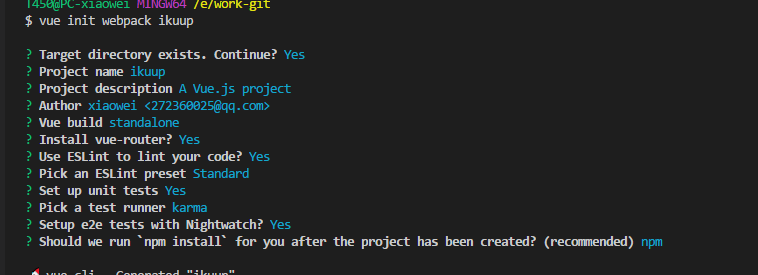 T450@PC-xiaowei MINGW64 /e/work-git
$ vue init webpack ikuup
? Target directory exists. Continue? Yes
? Project name ikuup
? Project description A Vue.js project
? Author xiaowei <272360025@qq.com>
? Vue build standalone
? Install vue-router? Yes
? Use ESLint to lint your code? Yes
? Pick an ESLint preset Standard
? Set up unit tests Yes
? Pick a test runner karma
? Setup e2e tests with Nightwatch? Yes
? Should we run `npm install` for you after the project has been created? (recommended) npm
vue-cli · Generated "ikuup".